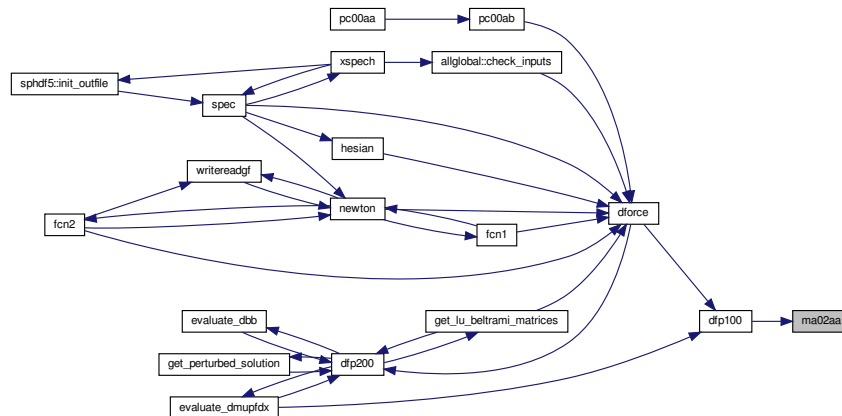 pc00aa
pc00ab
xspech
allglobal::check_inputs
sphdf5::init_outfile
spec
hesian
writereadgf
newton
dforce
fcn2
fcn1
evaluate_dbb
get_lu_beltrami_matrices
dfp100
ma02aa
get_perturbed_solution
dfp200
evaluate_dmupfdx